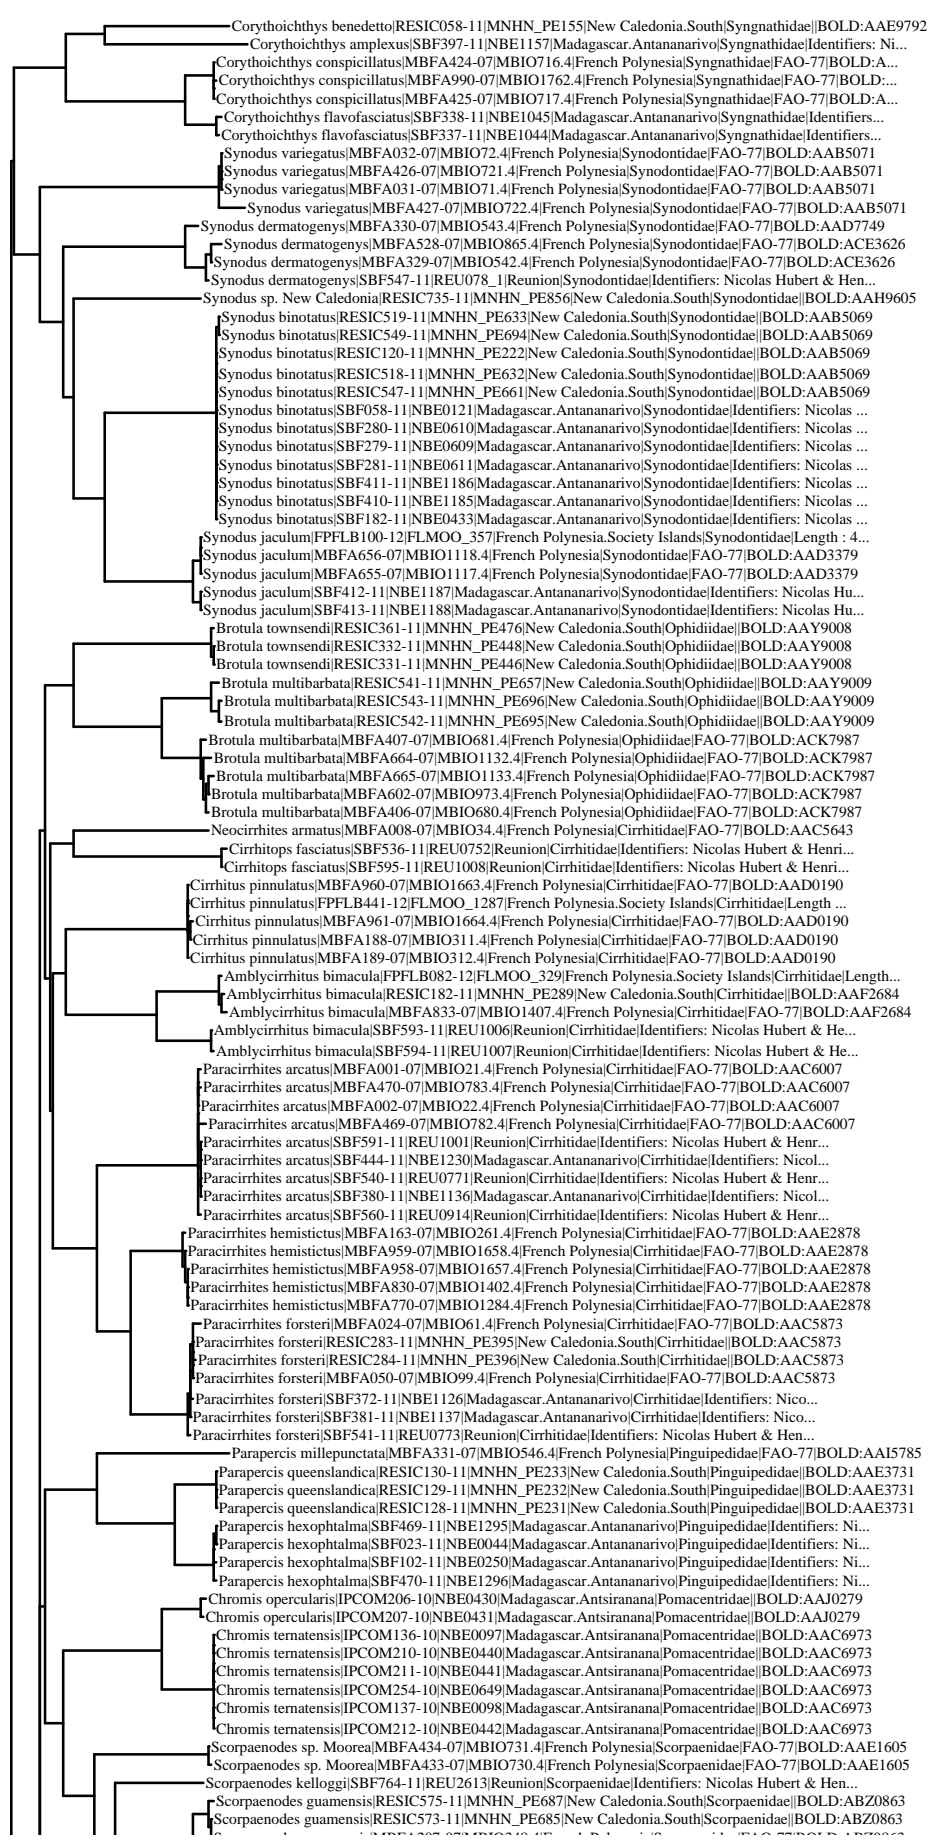 Corythoichthys benedetto|RESIC058-11|MNHN_PE155|New Caledonia.South|Syngnathidae||BOLD:AAE9792
Corythoichthys amplexus|SBF397-11|NBE1157|Madagascar.Antananarivo|Syngnathidae|Identifiers: Ni...
Corythoichthys conspicillatus|MBFA424-07|MBIO716.4|French Polynesia|Syngnathidae|FAO-77|BOLD:A...
Corythoichthys conspicillatus|MBFA990-07|MBIO1762.4|French Polynesia|Syngnathidae|FAO-77|BOLD:...
Corythoichthys conspicillatus|MBFA425-07|MBIO717.4|French Polynesia|Syngnathidae|FAO-77|BOLD:A...
Corythoichthys flavofasciatus|SBF338-11|NBE1045|Madagascar.Antananarivo|Syngnathidae|Identifiers...
Corythoichthys flavofasciatus|SBF337-11|NBE1044|Madagascar.Antananarivo|Syngnathidae|Identifiers...
Synodus variegatus|MBFA032-07|MBIO72.4|French Polynesia|Synodontidae|FAO-77|BOLD:AAB5071
Synodus variegatus|MBFA426-07|MBIO721.4|French Polynesia|Synodontidae|FAO-77|BOLD:AAB5071
Synodus variegatus|MBFA031-07|MBIO71.4|French Polynesia|Synodontidae|FAO-77|BOLD:AAB5071
Synodus variegatus|MBFA427-07|MBIO722.4|French Polynesia|Synodontidae|FAO-77|BOLD:AAB5071
Synodus dermatogenys|MBFA330-07|MBIO543.4|French Polynesia|Synodontidae|FAO-77|BOLD:AAD7749
Synodus dermatogenys|MBFA528-07|MBIO865.4|French Polynesia|Synodontidae|FAO-77|BOLD:ACE3626
Synodus dermatogenys|MBFA329-07|MBIO542.4|French Polynesia|Synodontidae|FAO-77|BOLD:ACE3626
Synodus dermatogenys|SBF547-11|REU078_1|Reunion|Synodontidae|Identifiers: Nicolas Hubert & Hen...
Synodus sp. New Caledonia|RESIC735-11|MNHN_PE856|New Caledonia.South|Synodontidae||BOLD:AAH9605
Synodus binotatus|RESIC519-11|MNHN_PE633|New Caledonia.South|Synodontidae||BOLD:AAB5069
Synodus binotatus|RESIC549-11|MNHN_PE694|New Caledonia.South|Synodontidae||BOLD:AAB5069
Synodus binotatus|RESIC120-11|MNHN_PE222|New Caledonia.South|Synodontidae||BOLD:AAB5069
Synodus binotatus|RESIC518-11|MNHN_PE632|New Caledonia.South|Synodontidae||BOLD:AAB5069
Synodus binotatus|RESIC547-11|MNHN_PE661|New Caledonia.South|Synodontidae||BOLD:AAB5069
Synodus binotatus|SBF058-11|NBE0121|Madagascar.Antananarivo|Synodontidae|Identifiers: Nicolas ...
Synodus binotatus|SBF280-11|NBE0610|Madagascar.Antananarivo|Synodontidae|Identifiers: Nicolas ...
Synodus binotatus|SBF279-11|NBE0609|Madagascar.Antananarivo|Synodontidae|Identifiers: Nicolas ...
Synodus binotatus|SBF281-11|NBE0611|Madagascar.Antananarivo|Synodontidae|Identifiers: Nicolas ...
Synodus binotatus|SBF411-11|NBE1186|Madagascar.Antananarivo|Synodontidae|Identifiers: Nicolas ...
Synodus binotatus|SBF410-11|NBE1185|Madagascar.Antananarivo|Synodontidae|Identifiers: Nicolas ...
Synodus binotatus|SBF182-11|NBE0433|Madagascar.Antananarivo|Synodontidae|Identifiers: Nicolas ...
Synodus jaculum|FPFLB100-12|FLMOO_357|French Polynesia.Society Islands|Synodontidae|Length : 4...
Synodus jaculum|MBFA656-07|MBIO1118.4|French Polynesia|Synodontidae|FAO-77|BOLD:AAD3379
Synodus jaculum|MBFA655-07|MBIO1117.4|French Polynesia|Synodontidae|FAO-77|BOLD:AAD3379
Synodus jaculum|SBF412-11|NBE1187|Madagascar.Antananarivo|Synodontidae|Identifiers: Nicolas Hu...
Synodus jaculum|SBF413-11|NBE1188|Madagascar.Antananarivo|Synodontidae|Identifiers: Nicolas Hu...
Brotula townsendi|RESIC361-11|MNHN_PE476|New Caledonia.South|Ophidiidae||BOLD:AAY9008
Brotula townsendi|RESIC332-11|MNHN_PE448|New Caledonia.South|Ophidiidae||BOLD:AAY9008
Brotula townsendi|RESIC331-11|MNHN_PE446|New Caledonia.South|Ophidiidae||BOLD:AAY9008
Brotula multibarbata|RESIC541-11|MNHN_PE657|New Caledonia.South|Ophidiidae||BOLD:AAY9009
Brotula multibarbata|RESIC543-11|MNHN_PE696|New Caledonia.South|Ophidiidae||BOLD:AAY9009
Brotula multibarbata|RESIC542-11|MNHN_PE695|New Caledonia.South|Ophidiidae||BOLD:AAY9009
Brotula multibarbata|MBFA407-07|MBIO681.4|French Polynesia|Ophidiidae|FAO-77|BOLD:ACK7987
Brotula multibarbata|MBFA664-07|MBIO1132.4|French Polynesia|Ophidiidae|FAO-77|BOLD:ACK7987
Brotula multibarbata|MBFA665-07|MBIO1133.4|French Polynesia|Ophidiidae|FAO-77|BOLD:ACK7987
Brotula multibarbata|MBFA602-07|MBIO973.4|French Polynesia|Ophidiidae|FAO-77|BOLD:ACK7987
Brotula multibarbata|MBFA406-07|MBIO680.4|French Polynesia|Ophidiidae|FAO-77|BOLD:ACK7987
Neocirrhites armatus|MBFA008-07|MBIO34.4|French Polynesia|Cirrhitidae|FAO-77|BOLD:AAC5643
Cirrhitops fasciatus|SBF536-11|REU0752|Reunion|Cirrhitidae|Identifiers: Nicolas Hubert & Henri...
Cirrhitops fasciatus|SBF595-11|REU1008|Reunion|Cirrhitidae|Identifiers: Nicolas Hubert & Henri...
Cirrhitus pinnulatus|MBFA960-07|MBIO1663.4|French Polynesia|Cirrhitidae|FAO-77|BOLD:AAD0190
Cirrhitus pinnulatus|FPFLB441-12|FLMOO_1287|French Polynesia.Society Islands|Cirrhitidae|Length ...
Cirrhitus pinnulatus|MBFA961-07|MBIO1664.4|French Polynesia|Cirrhitidae|FAO-77|BOLD:AAD0190
Cirrhitus pinnulatus|MBFA188-07|MBIO311.4|French Polynesia|Cirrhitidae|FAO-77|BOLD:AAD0190
Cirrhitus pinnulatus|MBFA189-07|MBIO312.4|French Polynesia|Cirrhitidae|FAO-77|BOLD:AAD0190
Amblycirrhitus bimacula|FPFLB082-12|FLMOO_329|French Polynesia.Society Islands|Cirrhitidae|Length...
Amblycirrhitus bimacula|RESIC182-11|MNHN_PE289|New Caledonia.South|Cirrhitidae||BOLD:AAF2684
Amblycirrhitus bimacula|MBFA833-07|MBIO1407.4|French Polynesia|Cirrhitidae|FAO-77|BOLD:AAF2684
Amblycirrhitus bimacula|SBF593-11|REU1006|Reunion|Cirrhitidae|Identifiers: Nicolas Hubert & He...
Amblycirrhitus bimacula|SBF594-11|REU1007|Reunion|Cirrhitidae|Identifiers: Nicolas Hubert & He...
Paracirrhites arcatus|MBFA001-07|MBIO21.4|French Polynesia|Cirrhitidae|FAO-77|BOLD:AAC6007
Paracirrhites arcatus|MBFA470-07|MBIO783.4|French Polynesia|Cirrhitidae|FAO-77|BOLD:AAC6007
Paracirrhites arcatus|MBFA002-07|MBIO22.4|French Polynesia|Cirrhitidae|FAO-77|BOLD:AAC6007
Paracirrhites arcatus|MBFA469-07|MBIO782.4|French Polynesia|Cirrhitidae|FAO-77|BOLD:AAC6007
Paracirrhites arcatus|SBF591-11|REU1001|Reunion|Cirrhitidae|Identifiers: Nicolas Hubert & Henr...
Paracirrhites arcatus|SBF444-11|NBE1230|Madagascar.Antananarivo|Cirrhitidae|Identifiers: Nicol...
Paracirrhites arcatus|SBF540-11|REU0771|Reunion|Cirrhitidae|Identifiers: Nicolas Hubert & Henr...
Paracirrhites arcatus|SBF380-11|NBE1136|Madagascar.Antananarivo|Cirrhitidae|Identifiers: Nicol...
Paracirrhites arcatus|SBF560-11|REU0914|Reunion|Cirrhitidae|Identifiers: Nicolas Hubert & Henr...
Paracirrhites hemistictus|MBFA163-07|MBIO261.4|French Polynesia|Cirrhitidae|FAO-77|BOLD:AAE2878
Paracirrhites hemistictus|MBFA959-07|MBIO1658.4|French Polynesia|Cirrhitidae|FAO-77|BOLD:AAE2878
Paracirrhites hemistictus|MBFA958-07|MBIO1657.4|French Polynesia|Cirrhitidae|FAO-77|BOLD:AAE2878
Paracirrhites hemistictus|MBFA830-07|MBIO1402.4|French Polynesia|Cirrhitidae|FAO-77|BOLD:AAE2878
Paracirrhites hemistictus|MBFA770-07|MBIO1284.4|French Polynesia|Cirrhitidae|FAO-77|BOLD:AAE2878
Paracirrhites forsteri|MBFA024-07|MBIO61.4|French Polynesia|Cirrhitidae|FAO-77|BOLD:AAC5873
Paracirrhites forsteri|RESIC283-11|MNHN_PE395|New Caledonia.South|Cirrhitidae||BOLD:AAC5873
Paracirrhites forsteri|RESIC284-11|MNHN_PE396|New Caledonia.South|Cirrhitidae||BOLD:AAC5873
Paracirrhites forsteri|MBFA050-07|MBIO99.4|French Polynesia|Cirrhitidae|FAO-77|BOLD:AAC5873
Paracirrhites forsteri|SBF372-11|NBE1126|Madagascar.Antananarivo|Cirrhitidae|Identifiers: Nico...
Paracirrhites forsteri|SBF381-11|NBE1137|Madagascar.Antananarivo|Cirrhitidae|Identifiers: Nico...
Paracirrhites forsteri|SBF541-11|REU0773|Reunion|Cirrhitidae|Identifiers: Nicolas Hubert & Hen...
Parapercis millepunctata|MBFA331-07|MBIO546.4|French Polynesia|Pinguipedidae|FAO-77|BOLD:AAI5785
Parapercis queenslandica|RESIC130-11|MNHN_PE233|New Caledonia.South|Pinguipedidae||BOLD:AAE3731
Parapercis queenslandica|RESIC129-11|MNHN_PE232|New Caledonia.South|Pinguipedidae||BOLD:AAE3731
Parapercis queenslandica|RESIC128-11|MNHN_PE231|New Caledonia.South|Pinguipedidae||BOLD:AAE3731
Parapercis hexophtalma|SBF469-11|NBE1295|Madagascar.Antananarivo|Pinguipedidae|Identifiers: Ni...
Parapercis hexophtalma|SBF023-11|NBE0044|Madagascar.Antananarivo|Pinguipedidae|Identifiers: Ni...
Parapercis hexophtalma|SBF102-11|NBE0250|Madagascar.Antananarivo|Pinguipedidae|Identifiers: Ni...
Parapercis hexophtalma|SBF470-11|NBE1296|Madagascar.Antananarivo|Pinguipedidae|Identifiers: Ni...
Chromis opercularis|IPCOM206-10|NBE0430|Madagascar.Antsiranana|Pomacentridae||BOLD:AAJ0279
Chromis opercularis|IPCOM207-10|NBE0431|Madagascar.Antsiranana|Pomacentridae||BOLD:AAJ0279
Chromis ternatensis|IPCOM136-10|NBE0097|Madagascar.Antsiranana|Pomacentridae||BOLD:AAC6973
Chromis ternatensis|IPCOM210-10|NBE0440|Madagascar.Antsiranana|Pomacentridae||BOLD:AAC6973
Chromis ternatensis|IPCOM211-10|NBE0441|Madagascar.Antsiranana|Pomacentridae||BOLD:AAC6973
Chromis ternatensis|IPCOM254-10|NBE0649|Madagascar.Antsiranana|Pomacentridae||BOLD:AAC6973
Chromis ternatensis|IPCOM137-10|NBE0098|Madagascar.Antsiranana|Pomacentridae||BOLD:AAC6973
Chromis ternatensis|IPCOM212-10|NBE0442|Madagascar.Antsiranana|Pomacentridae||BOLD:AAC6973
Scorpaenodes sp. Moorea|MBFA434-07|MBIO731.4|French Polynesia|Scorpaenidae|FAO-77|BOLD:AAE1605
Scorpaenodes sp. Moorea|MBFA433-07|MBIO730.4|French Polynesia|Scorpaenidae|FAO-77|BOLD:AAE1605
Scorpaenodes kelloggi|SBF764-11|REU2613|Reunion|Scorpaenidae|Identifiers: Nicolas Hubert & Hen...
Scorpaenodes guamensis|RESIC575-11|MNHN_PE687|New Caledonia.South|Scorpaenidae||BOLD:ABZ0863
Scorpaenodes guamensis|RESIC573-11|MNHN_PE685|New Caledonia.South|Scorpaenidae||BOLD:ABZ0863